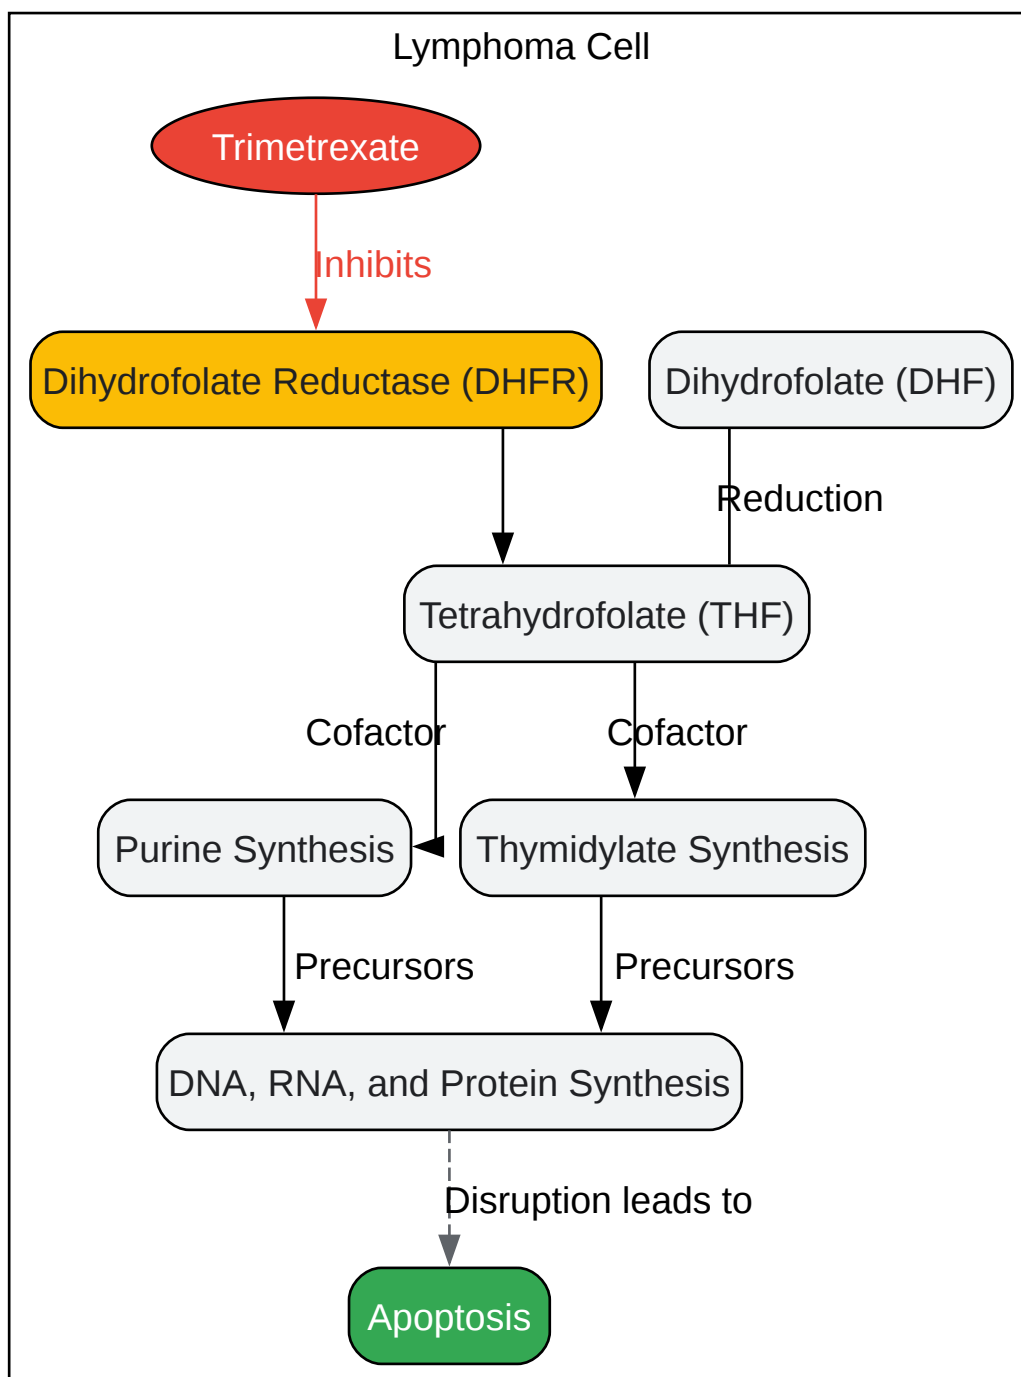 Lymphoma Cell
Trimetrexate
Inhibits
Dihydrofolate Reductase (DHFR)
Dihydrofolate (DHF)
Reduction
Tetrahydrofolate (THF)
Cofactor
Cofactor
Purine Synthesis
Thymidylate Synthesis
Precursors
Precursors
DNA, RNA, and Protein Synthesis
Disruption leads to
Apoptosis